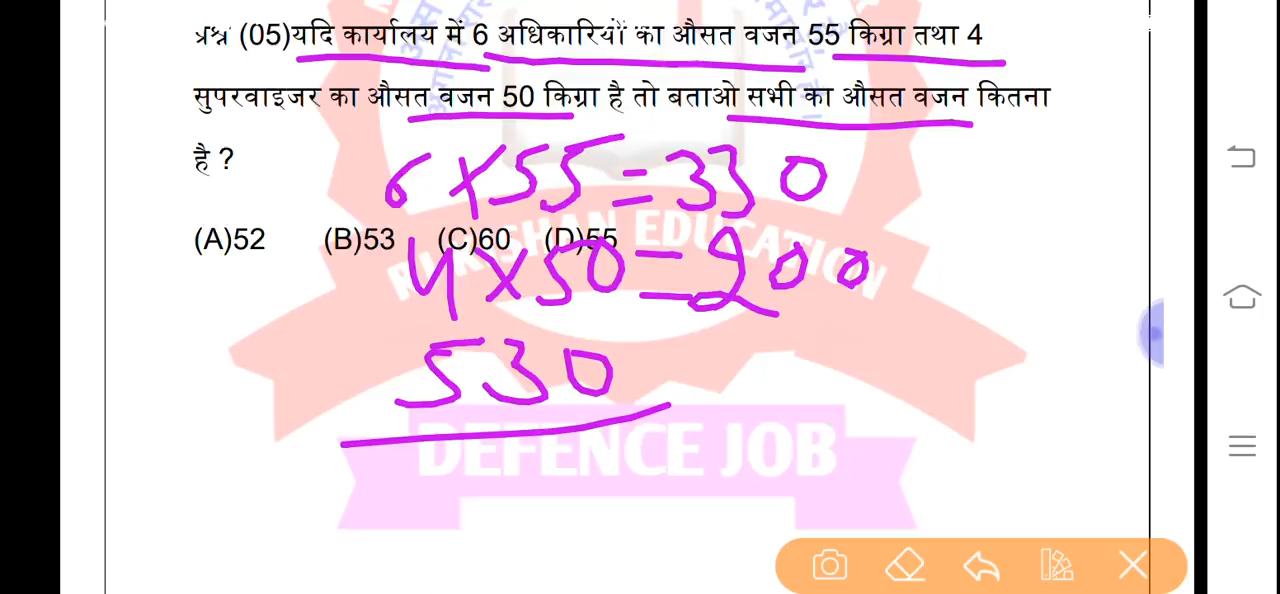 प्रश्न (05)यदि कार्यालय में 6 अधिकारियों का औसत वजन 55 किग्रा तथा 4
सुपरवाइजर का औसत वजन 50 किग्रा है तो बताओ सभी का औसत वजन कितना
है ?
6 × 55 = 330
(A)52 (B)53 (C)60 (D)55
EDUCATION
4 × 50 = 200
530
DEFENCE JOB